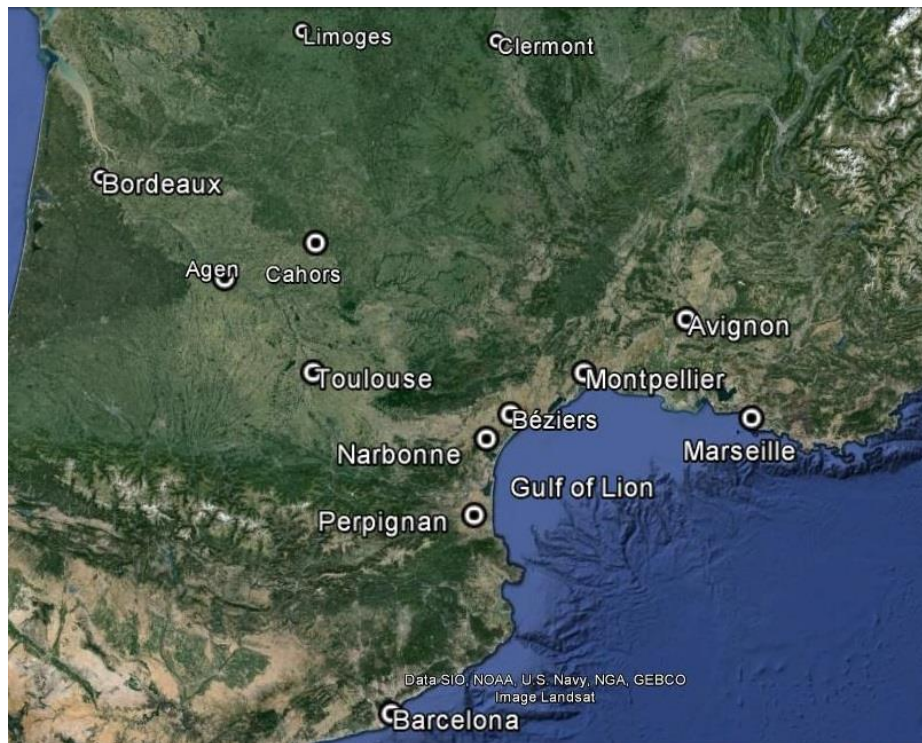 Limoges
Clermont
Bordeaux
Agen
Cahors
Avignon
Toulouse
Montpellier
Béziers
Narbonne
Marseille
Gulf of Lion
Perpignan
Data SIO, NOAA, U.S. Navy, NGA, GEBCO
Image Landsat
Barcelona